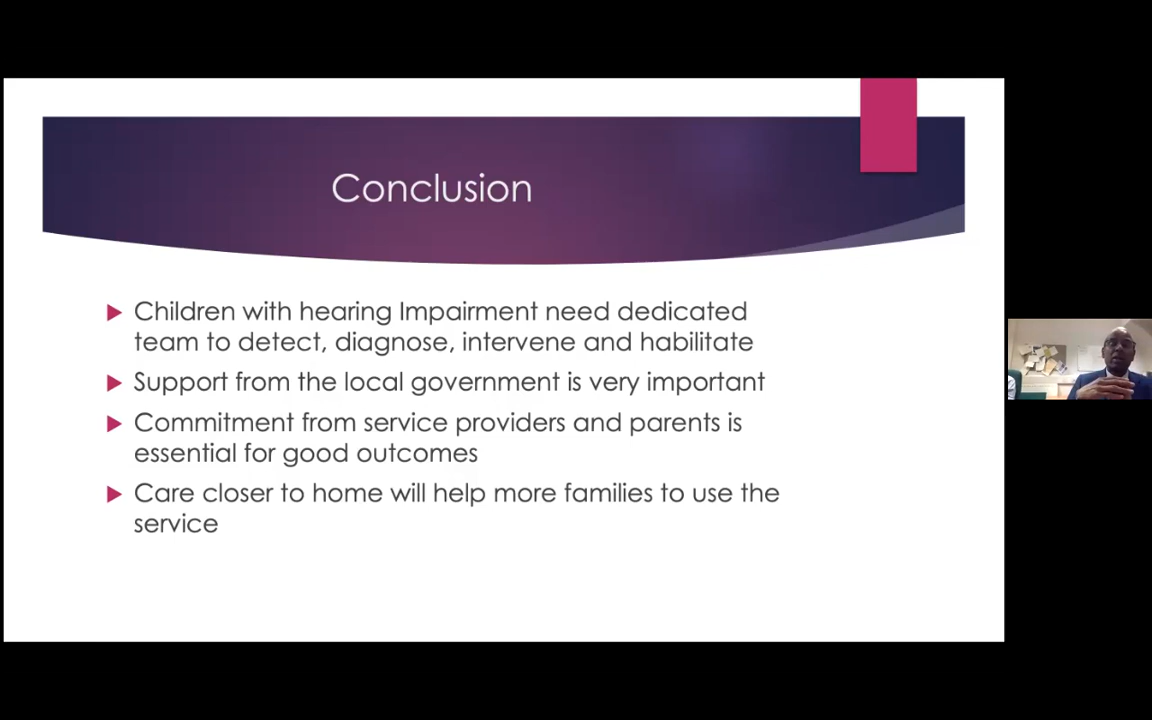 Conclusion
Children with hearing Impairment need dedicated
team to detect, diagnose, intervene and habilitate
Support from the local government is very important
Commitment from service providers and parents is
essential for good outcomes
Care closer to home will help more families to use the
service